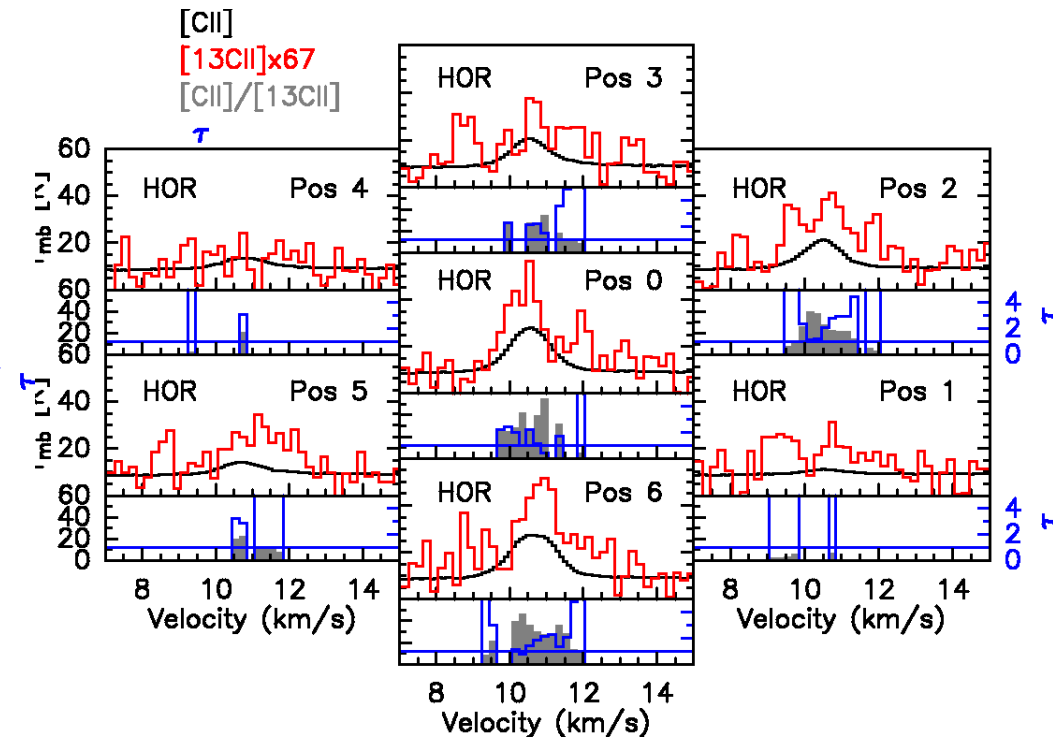 [CII]
[13CII]x67
[CII]/[13CII]
τ
HOR Pos 3
60
HOR Pos 4
HOR Pos 2
40
20
60
HOR Pos 0
40
20
60
4
2
0
τ
τ
HOR Pos 5
HOR Pos 1
mb
40
20
60
HOR Pos 6
40
20
0
4
2
0
τ
8 10 12 14
8 10 12 14
Velocity (km/s)
Velocity (km/s)
8 10 12 14
Velocity (km/s)